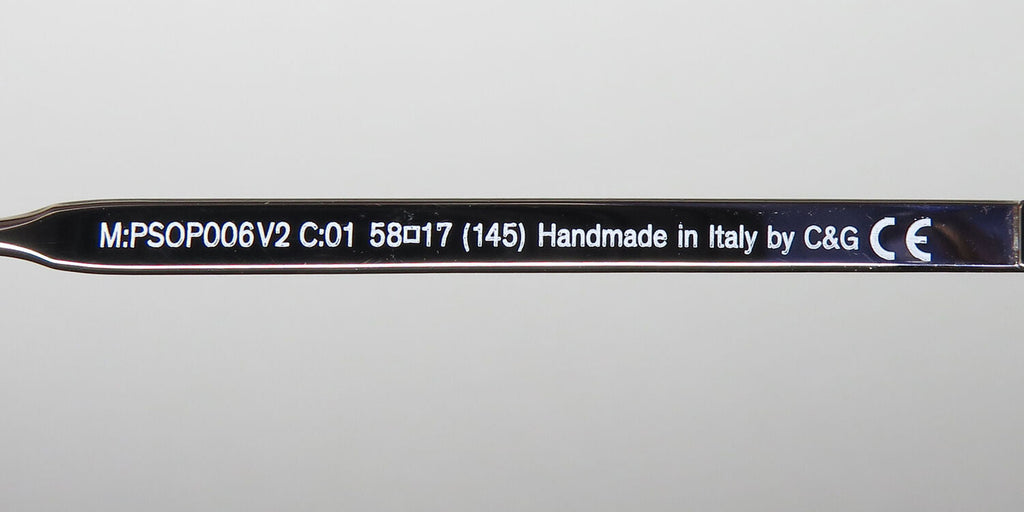 M:PSOP006V2 C:01 58□17 (145) Handmade in Italy by C&G CE